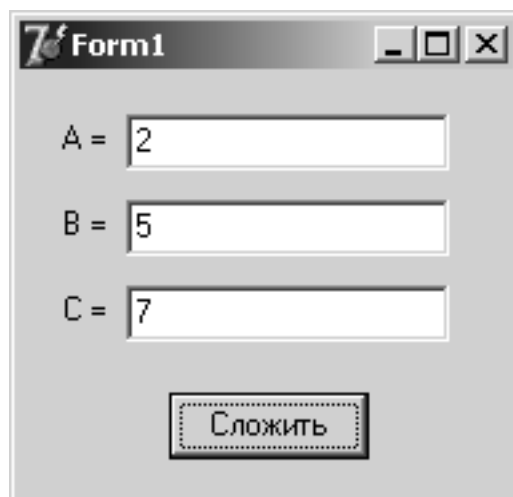 Form1
A = 2
B = 5
C = 7
Сложить